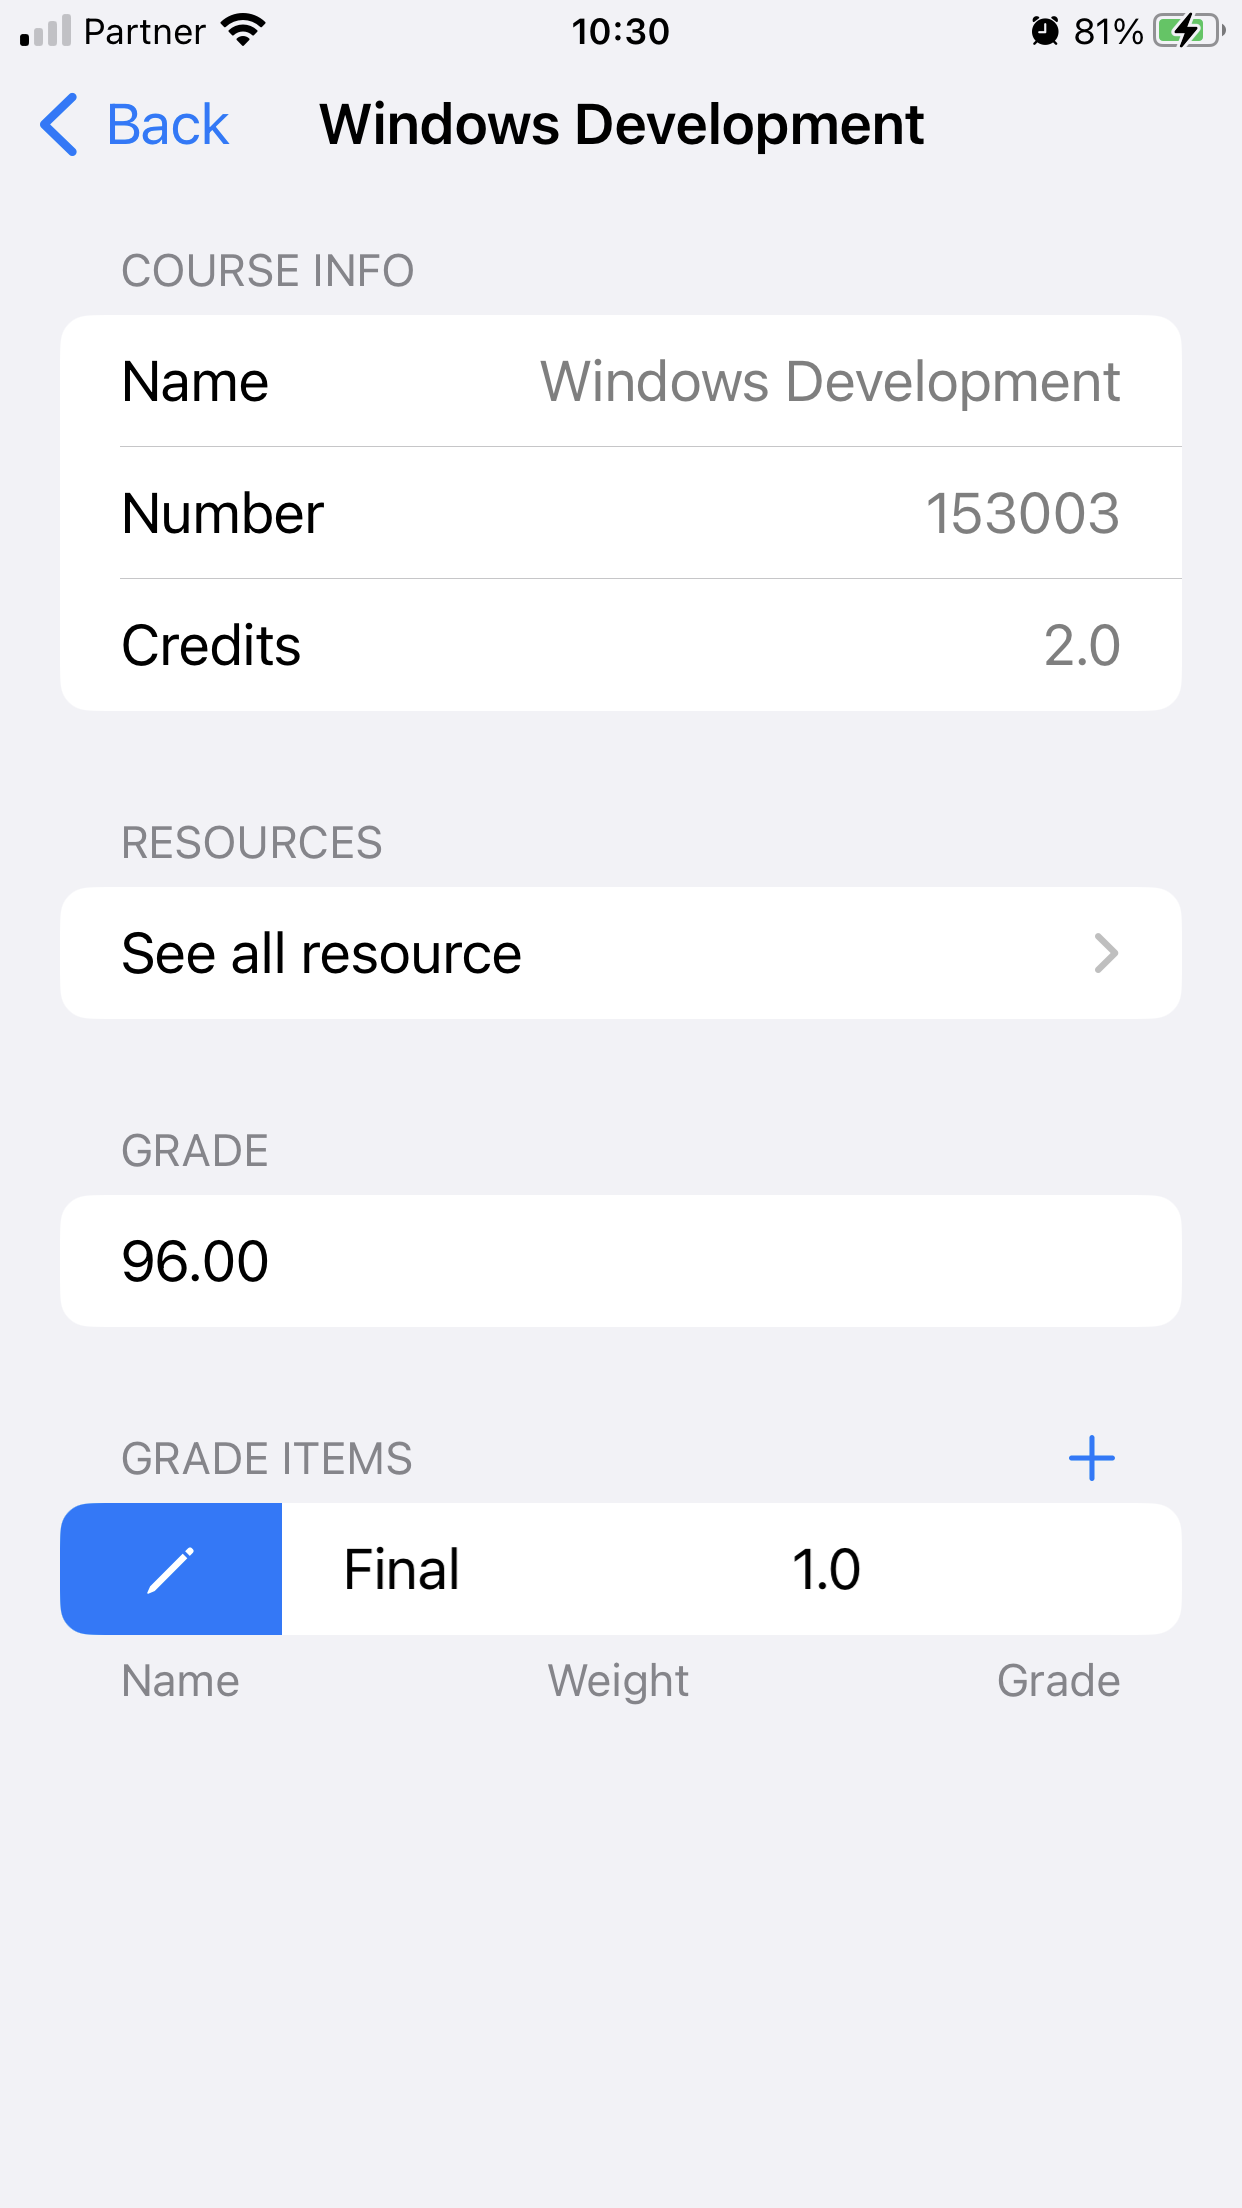 Partner 10:30 81%
Back Windows Development
COURSE INFO
Name Windows Development
Number 153003
Credits 2.0
RESOURCES
See all resource
GRADE
96.00
GRADE ITEMS
Final 1.0
Name Weight Grade